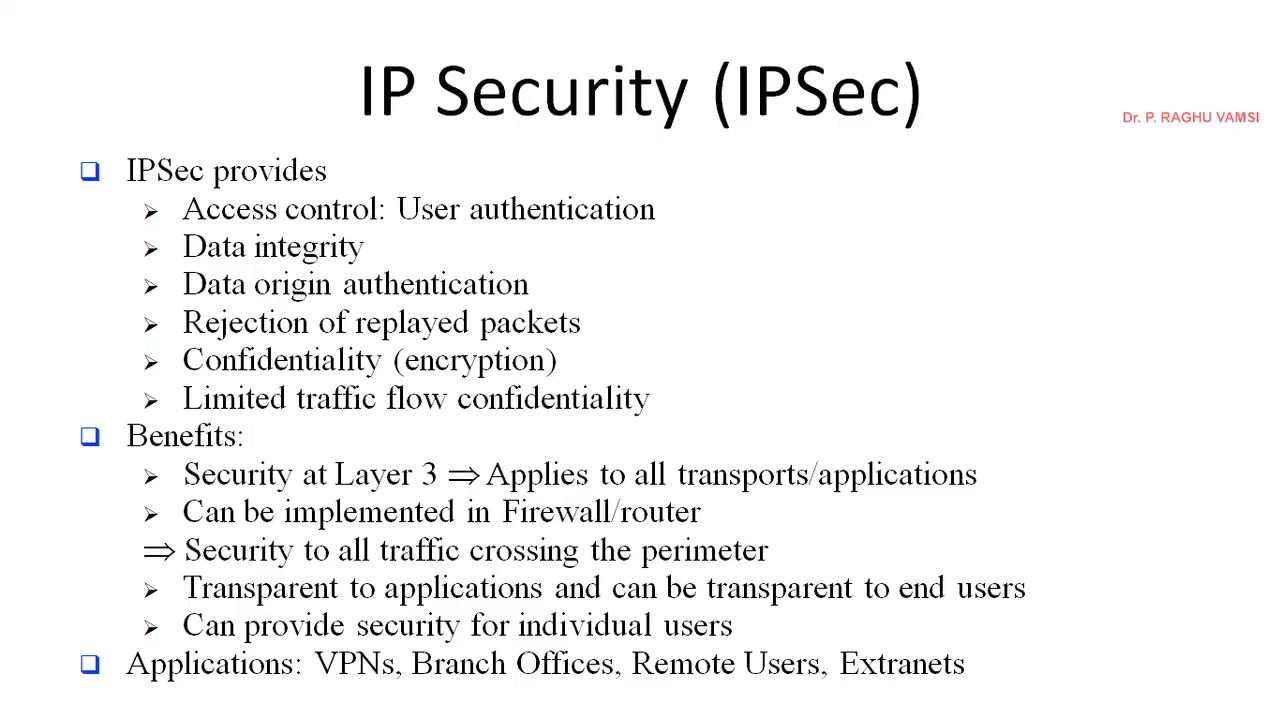 IP Security (IPSec)
Dr. P. RAGHU VAMSI
❑ IPSec provides
➢ Access control: User authentication
➢ Data integrity
➢ Data origin authentication
➢ Rejection of replayed packets
➢ Confidentiality (encryption)
➢ Limited traffic flow confidentiality
❑ Benefits:
➢ Security at Layer 3 ⇒ Applies to all transports/applications
➢ Can be implemented in Firewall/router
⇒ Security to all traffic crossing the perimeter
➢ Transparent to applications and can be transparent to end users
➢ Can provide security for individual users
❑ Applications: VPNs, Branch Offices, Remote Users, Extranets